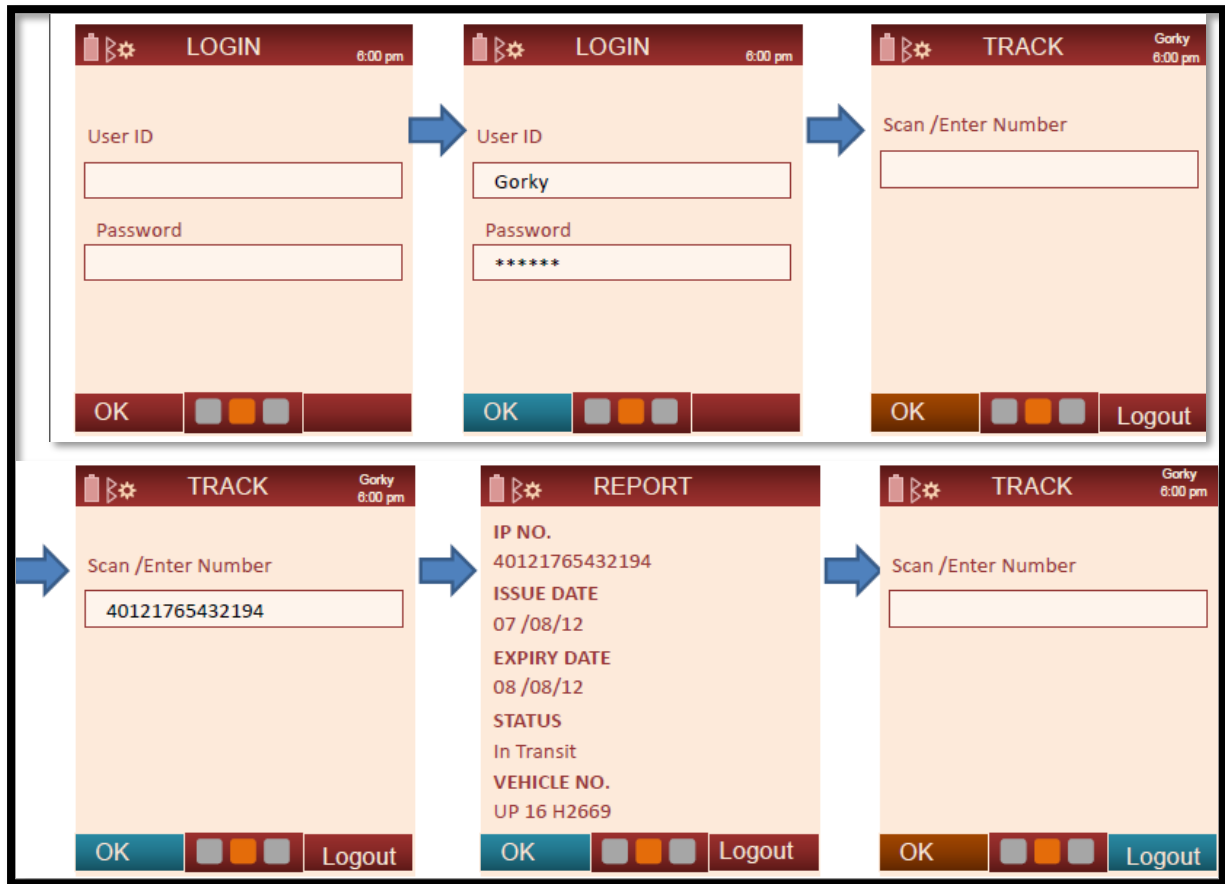 LOGIN
6:00 pm
User ID
Password
OK
LOGIN
6:00 pm
User ID
Gorky
Password
******
OK
TRACK
Gorky
6:00 pm
Scan /Enter Number
OK
Logout
TRACK
Gorky
6:00 pm
Scan /Enter Number
40121765432194
OK
Logout
REPORT
IP NO.
40121765432194
ISSUE DATE
07 /08/12
EXPIRY DATE
08 /08/12
STATUS
In Transit
VEHICLE NO.
UP 16 H2669
OK
Logout
TRACK
Gorky
6:00 pm
Scan /Enter Number
OK
Logout